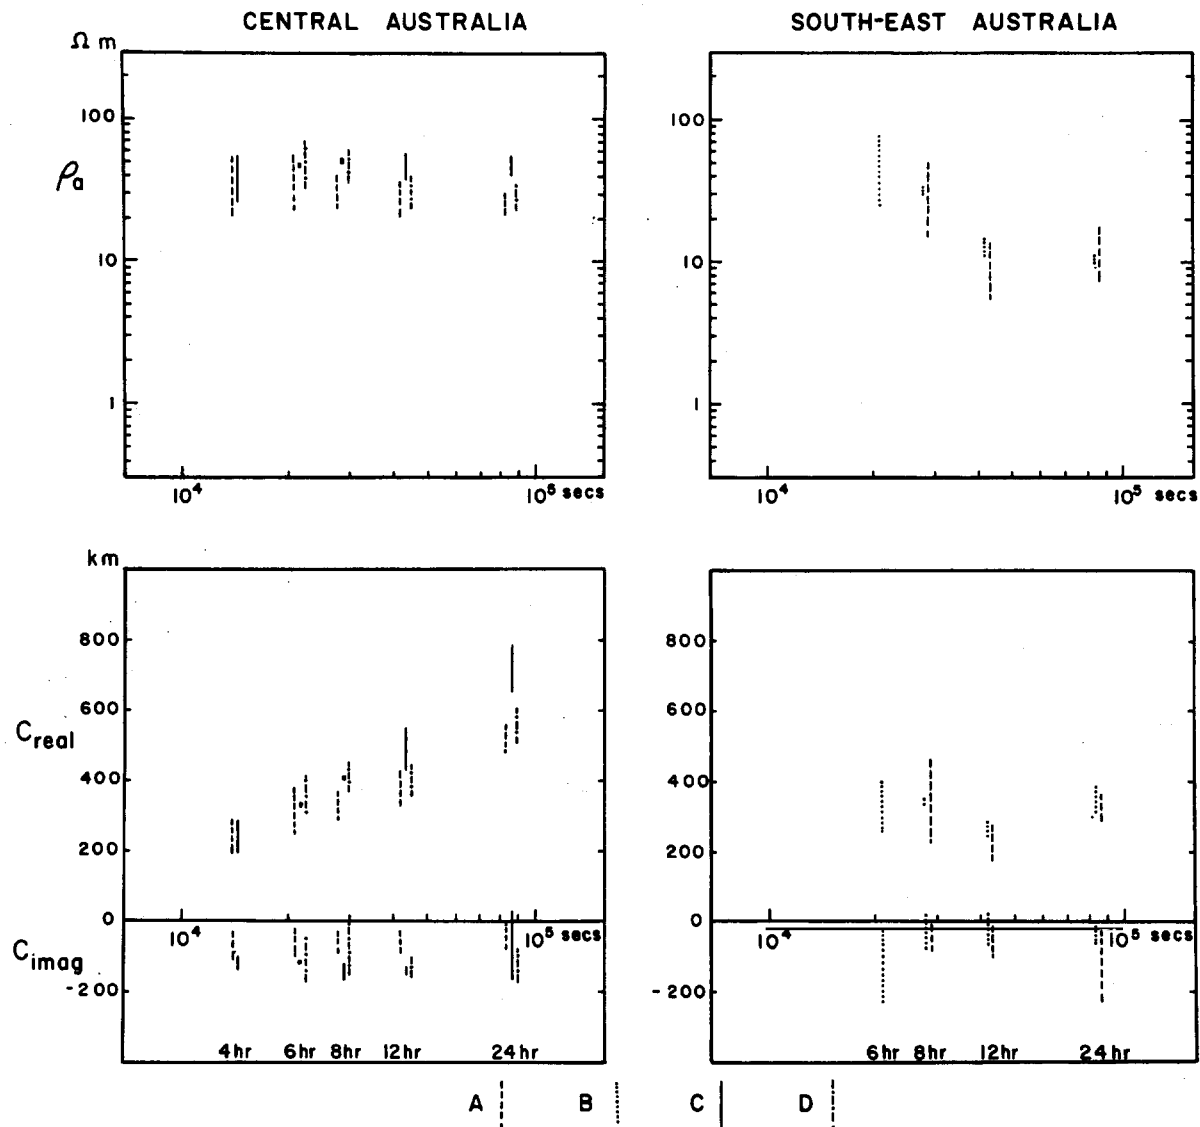 CENTRAL AUSTRALIA
SOUTH-EAST AUSTRALIA
Ω m
100
ρa
10
1
10⁴
10⁵ secs
100
10
1
10⁴
10⁵ secs
km
800
600
Creal
400
200
0
10⁴
10⁵ secs
Cimag
-200
4hr 6hr 8hr 12hr 24hr
800
600
400
200
0
10⁴
10⁵ secs
-200
6hr 8hr 12hr 24hr
A B C D